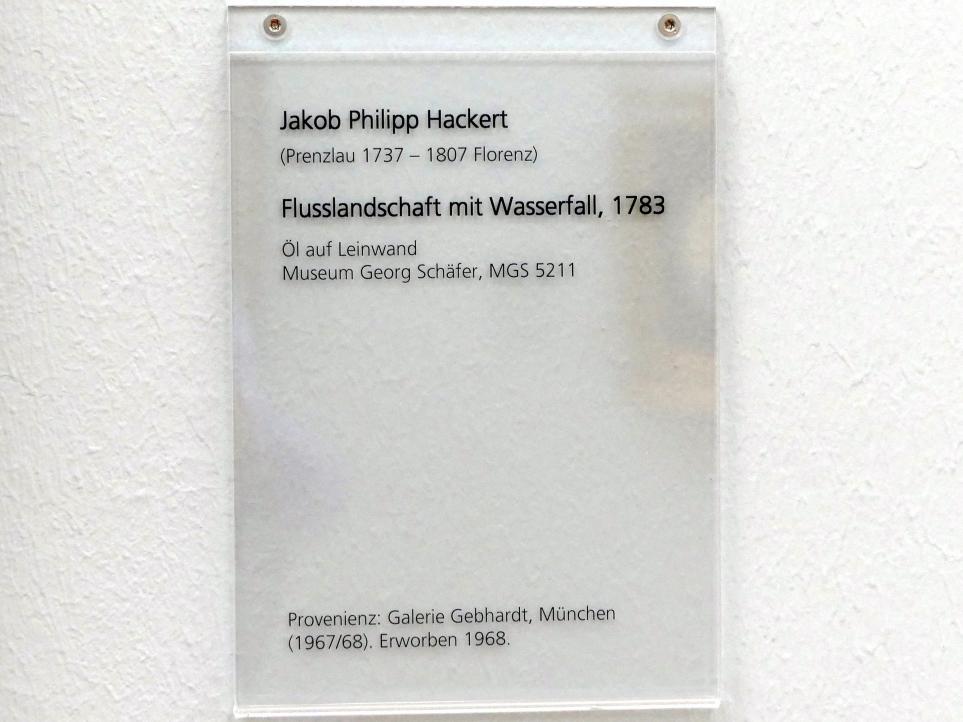 Jakob Philipp Hackert
(Prenzlau 1737 – 1807 Florenz)
Flusslandschaft mit Wasserfall, 1783
Öl auf Leinwand
Museum Georg Schäfer, MGS 5211
Provenienz: Galerie Gebhardt, München
(1967/68). Erworben 1968.